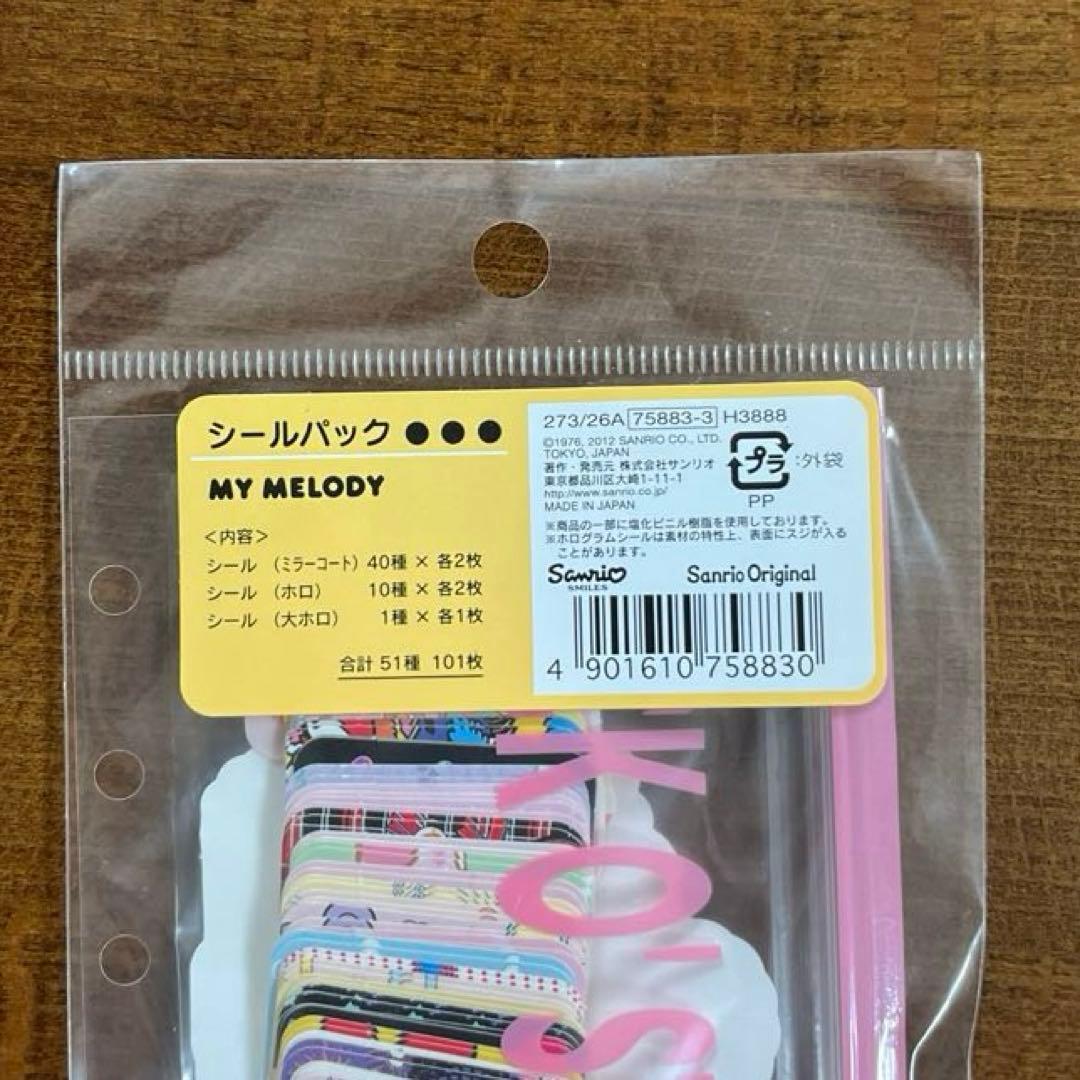 シールパック ●●●
MY MELODY
＜内容＞
シール （ミラーコート） 40種 × 各2枚
シール （ホロ） 10種 × 各2枚
シール （大ホロ） 1種 × 各1枚
合計 51種 101枚
273/26A 75883-3 H3888
©1976, 2012 SANRIO CO., LTD.
TOKYO, JAPAN
著作・発売元 株式会社サンリオ
東京都品川区大崎1-11-1
http://www.sanrio.co.jp/
MADE IN JAPAN
プラ :外袋
PP
※商品の一部に塩化ビニル樹脂を使用しております。
※ホログラムシールは素材の特性上、表面にスジが入る
ことがあります。
Sanrio
SMILES
Sanrio Original
4 901610 758830
KO'S